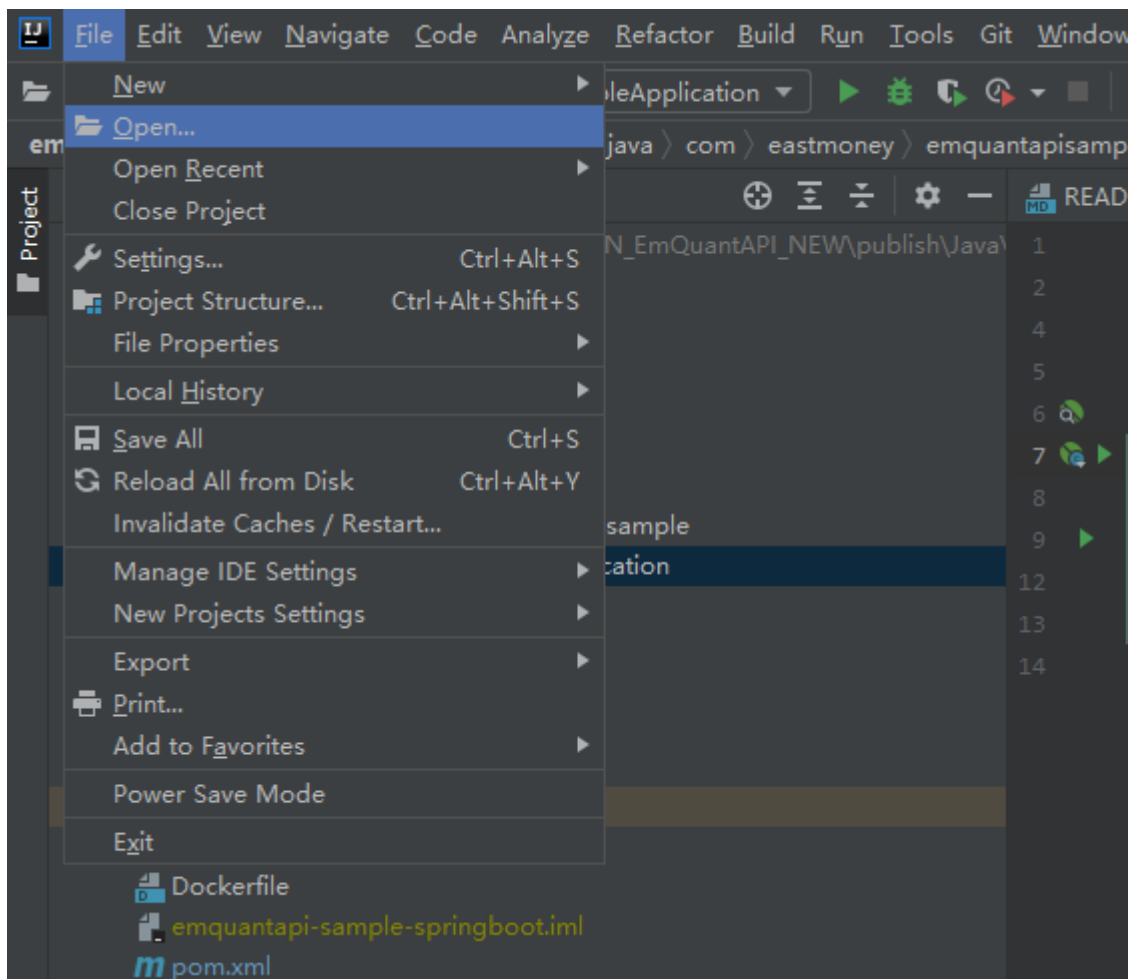 IJ File Edit View Navigate Code Analyze Refactor Build Run Tools Git Window
New
leApplication
Open...
em
java 〉 com 〉 eastmoney 〉 emquantapisamp
Open Recent
Close Project
READ
Project
Settings... Ctrl+Alt+S
N_EmQuantAPI_NEW\publish\Java\
1
Project Structure... Ctrl+Alt+Shift+S
2
File Properties
4
5
Local History
6
Save All Ctrl+S
7
Reload All from Disk Ctrl+Alt+Y
8
Invalidate Caches / Restart...
sample
9
Manage IDE Settings
cation
12
New Projects Settings
13
Export
14
Print...
Add to Favorites
Power Save Mode
Exit
Dockerfile
emquantapi-sample-springboot.iml
pom.xml